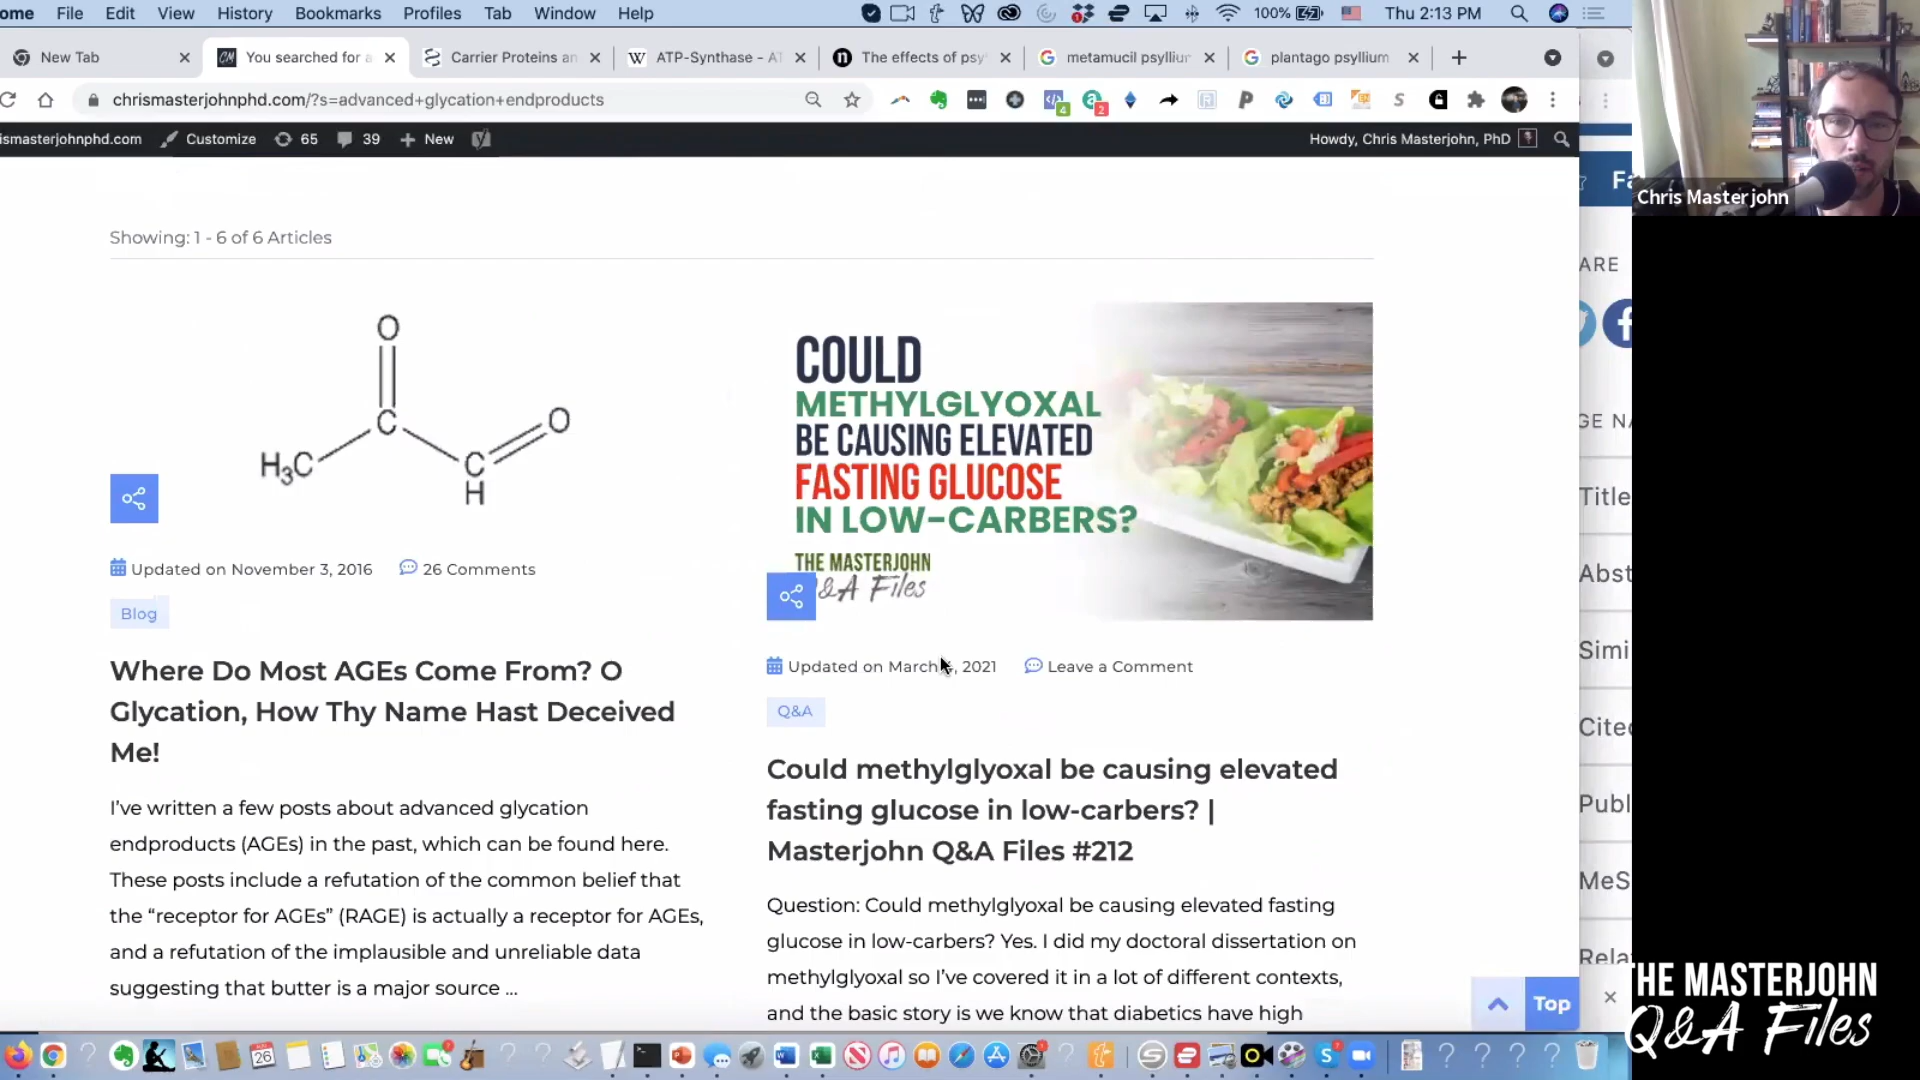 ome File Edit View History Bookmarks Profiles Tab Window Help
100% Thu 2:13 PM
New Tab
You searched for a
Carrier Proteins an
ATP-Synthase - AT
The effects of psy
metamucil psyllium
plantago psyllium
chrismasterjohnphd.com/?s=advanced+glycation+endproducts
4
2
ismasterjohnphd.com Customize 65 39 New Howdy, Chris Masterjohn, PhD
Chris Masterjohn
Showing: 1 - 6 of 6 Articles
O
C
O
H₃C
C
H
Updated on November 3, 2016 26 Comments
Blog
Where Do Most AGEs Come From? O
Glycation, How Thy Name Hast Deceived
Me!
I've written a few posts about advanced glycation
endproducts (AGEs) in the past, which can be found here.
These posts include a refutation of the common belief that
the “receptor for AGEs” (RAGE) is actually a receptor for AGEs,
and a refutation of the implausible and unreliable data
suggesting that butter is a major source ...
COULD
METHYLGLYOXAL
BE CAUSING ELEVATED
FASTING GLUCOSE
IN LOW-CARBERS?
THE MASTERJOHN
Q&A Files
Updated on March , 2021 Leave a Comment
Q&A
Could methylglyoxal be causing elevated
fasting glucose in low-carbers? |
Masterjohn Q&A Files #212
Question: Could methylglyoxal be causing elevated fasting
glucose in low-carbers? Yes. I did my doctoral dissertation on
methylglyoxal so I've covered it in a lot of different contexts,
and the basic story is we know that diabetics have high
Top
Fa
ARE
GE NA
Title
Abst
Simi
Cited
Publ
MeS
Rela
THE MASTERJOHN
Q&A Files